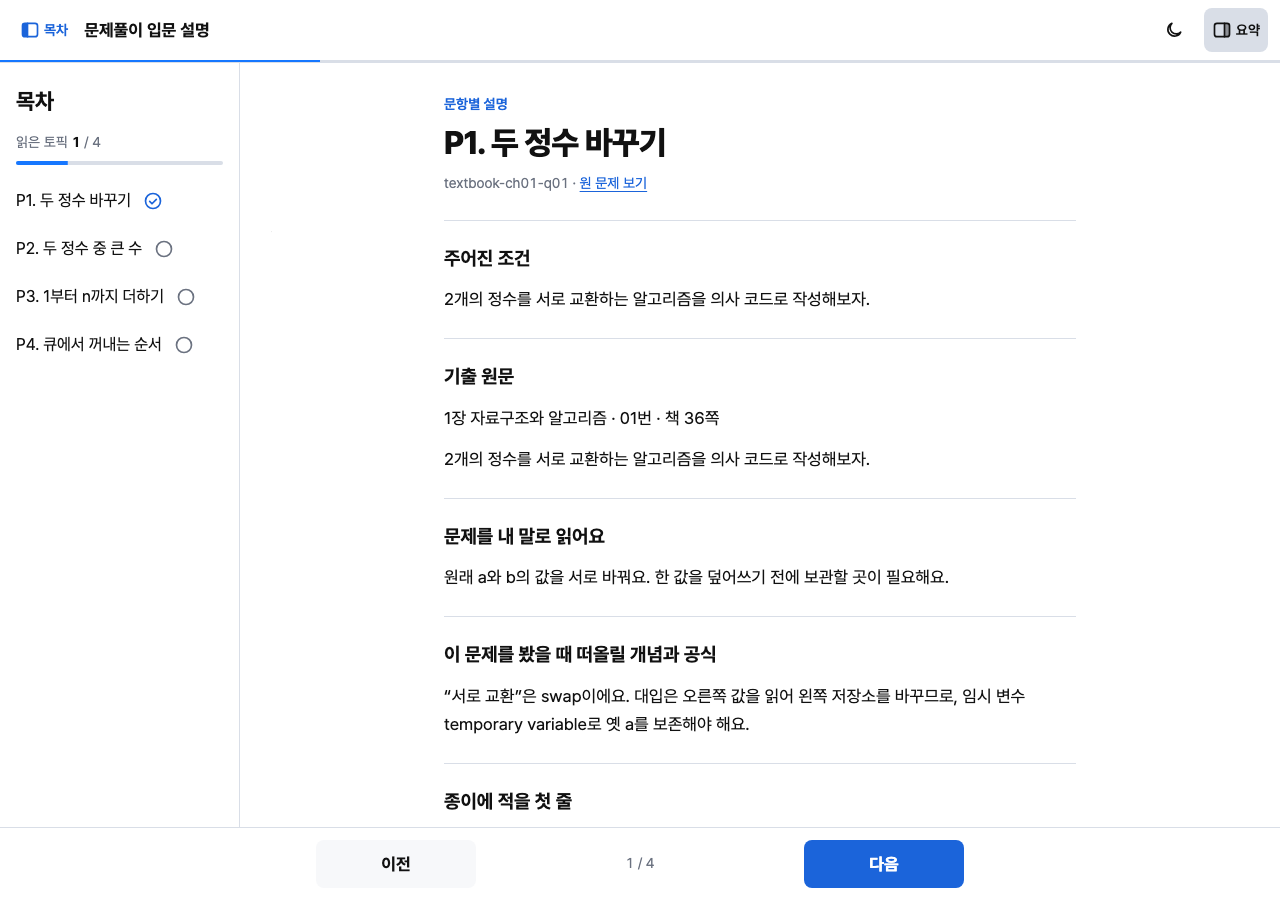 목차
문제풀이 입문 설명
요약
목차
읽은 토픽 1 / 4
P1. 두 정수 바꾸기
P2. 두 정수 중 큰 수
P3. 1부터 n까지 더하기
P4. 큐에서 꺼내는 순서
문항별 설명
P1. 두 정수 바꾸기
textbook-ch01-q01 · 원 문제 보기
주어진 조건
2개의 정수를 서로 교환하는 알고리즘을 의사 코드로 작성해보자.
기출 원문
1장 자료구조와 알고리즘 · 01번 · 책 36쪽
2개의 정수를 서로 교환하는 알고리즘을 의사 코드로 작성해보자.
문제를 내 말로 읽어요
원래 a와 b의 값을 서로 바꿔요. 한 값을 덮어쓰기 전에 보관할 곳이 필요해요.
이 문제를 봤을 때 떠올릴 개념과 공식
“서로 교환”은 swap이에요. 대입은 오른쪽 값을 읽어 왼쪽 저장소를 바꾸므로, 임시 변수
temporary variable로 옛 a를 보존해야 해요.
종이에 적을 첫 줄
이전
1 / 4
다음